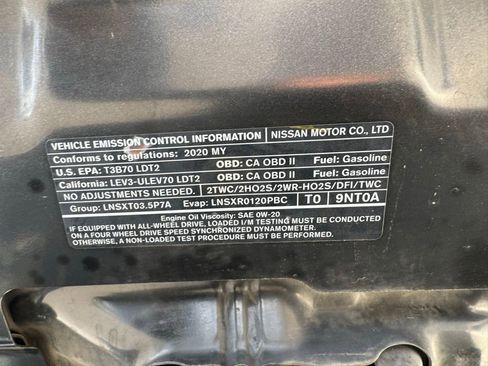 VEHICLE EMISSION CONTROL INFORMATION NISSAN MOTOR CO., LTD
Conforms to regulations: 2020 MY
U.S. EPA: T3B70 LDT2 OBD: CA OBD II Fuel: Gasoline
California: LEV3-ULEV70 LDT2 OBD: CA OBD II Fuel: Gasoline
NO ADJUSTMENTS NEEDED. 2TWC/2HO2S/2WR-HO2S/DFI/TWC
Group: LNSXT03.5P7A Evap: LNSXR0120PBC T0 9NT0A
Engine Oil Viscosity: SAE 0W-20
IF EQUIPPED WITH ALL-WHEEL DRIVE, LOADED I/M TESTING MUST BE CONDUCTED
ON A FOUR WHEEL DRIVE SPEED SYNCHRONIZED DYNAMOMETER.
OTHERWISE, A NON-LOADED TEST PROCEDURE MUST BE USED.